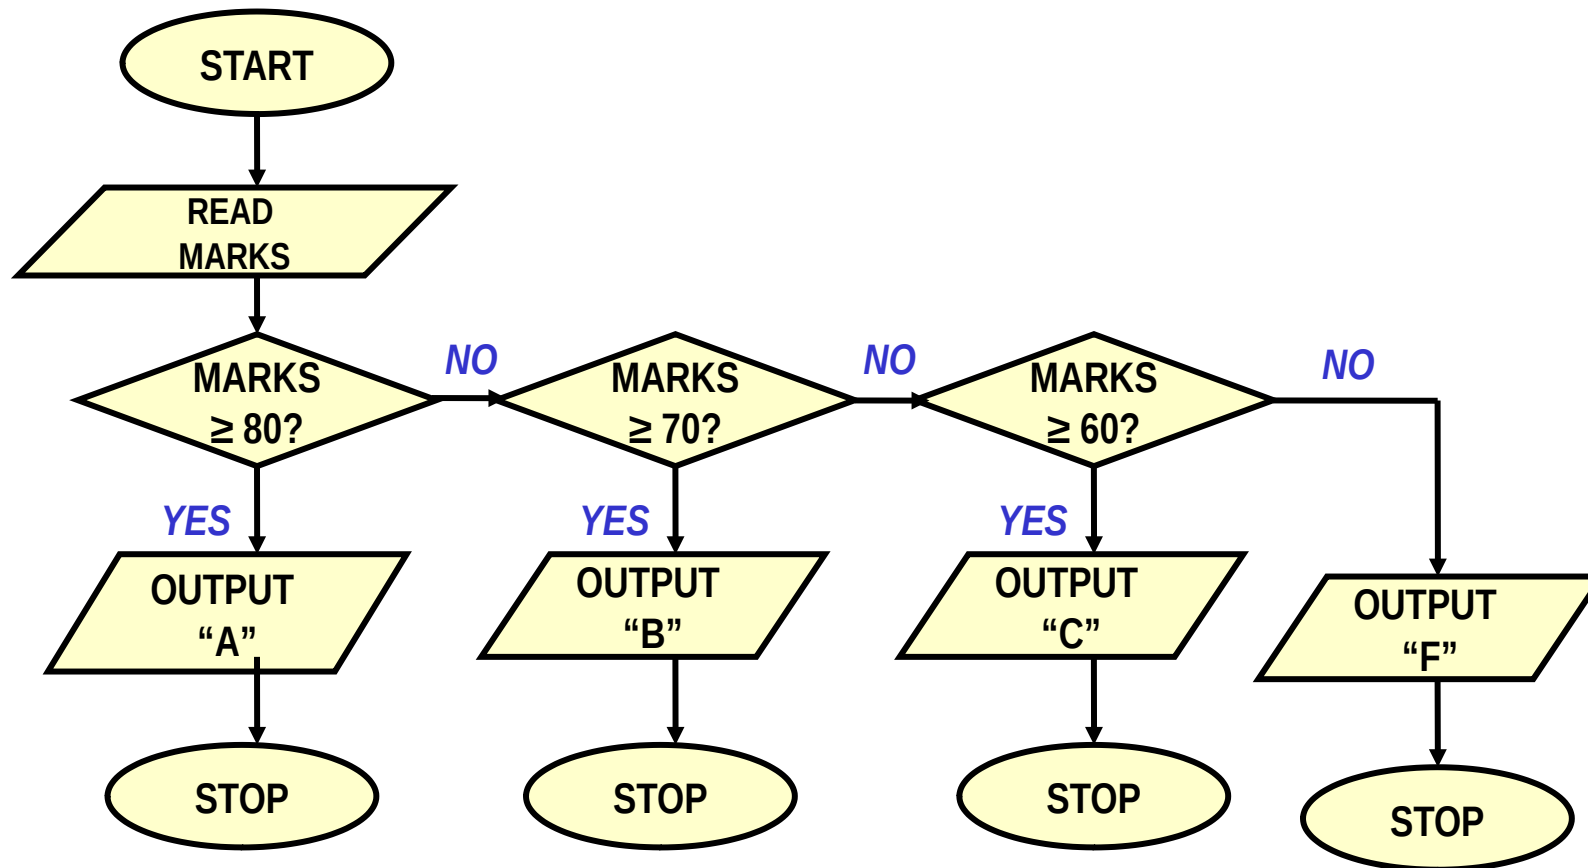 START
READ
MARKS
MARKS
≥ 80?
NO
MARKS
≥ 70?
NO
MARKS
≥ 60?
NO
YES
YES
YES
OUTPUT
“A”
OUTPUT
“B”
OUTPUT
“C”
OUTPUT
“F”
STOP
STOP
STOP
STOP